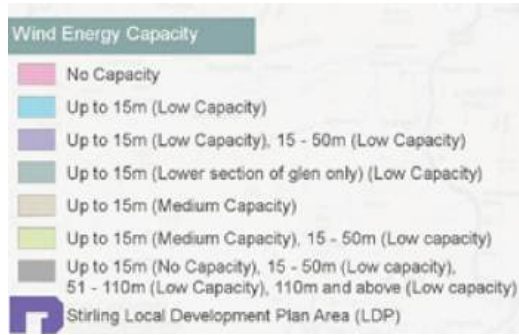 Wind Energy Capacity
No Capacity
Up to 15m (Low Capacity)
Up to 15m (Low Capacity), 15 - 50m (Low Capacity)
Up to 15m (Lower section of glen only) (Low Capacity)
Up to 15m (Medium Capacity)
Up to 15m (Medium Capacity), 15 - 50m (Low capacity)
Up to 15m (No Capacity), 15 - 50m (Low capacity),
51 - 110m (Low Capacity), 110m and above (Low capacity)
Stirling Local Development Plan Area (LDP)